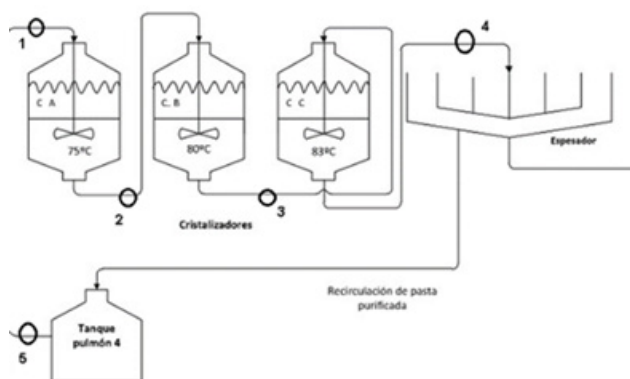 1
4
C A
C, B
C C
75ºC
80ºC
83ºC
Espesador
2
3
Cristalizadores
Recirculación de pasta
purificada
Tanque
pulmón 4
5